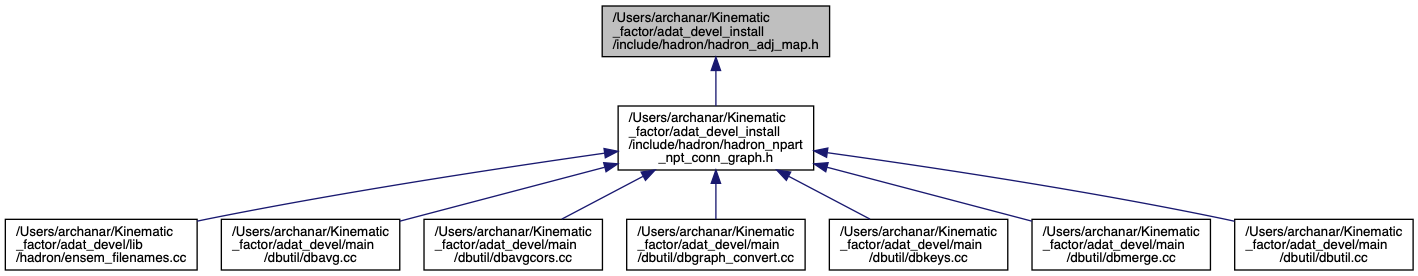 /Users/archanar/Kinematic
_factor/adat_devel_install
/include/hadron/hadron_adj_map.h
/Users/archanar/Kinematic
_factor/adat_devel_install
/include/hadron/hadron_npart
_npt_conn_graph.h
/Users/archanar/Kinematic
_factor/adat_devel/lib
/hadron/ensem_filenames.cc
/Users/archanar/Kinematic
_factor/adat_devel/main
/dbutil/dbavg.cc
/Users/archanar/Kinematic
_factor/adat_devel/main
/dbutil/dbavgcors.cc
/Users/archanar/Kinematic
_factor/adat_devel/main
/dbutil/dbgraph_convert.cc
/Users/archanar/Kinematic
_factor/adat_devel/main
/dbutil/dbkeys.cc
/Users/archanar/Kinematic
_factor/adat_devel/main
/dbutil/dbmerge.cc
/Users/archanar/Kinematic
_factor/adat_devel/main
/dbutil/dbutil.cc